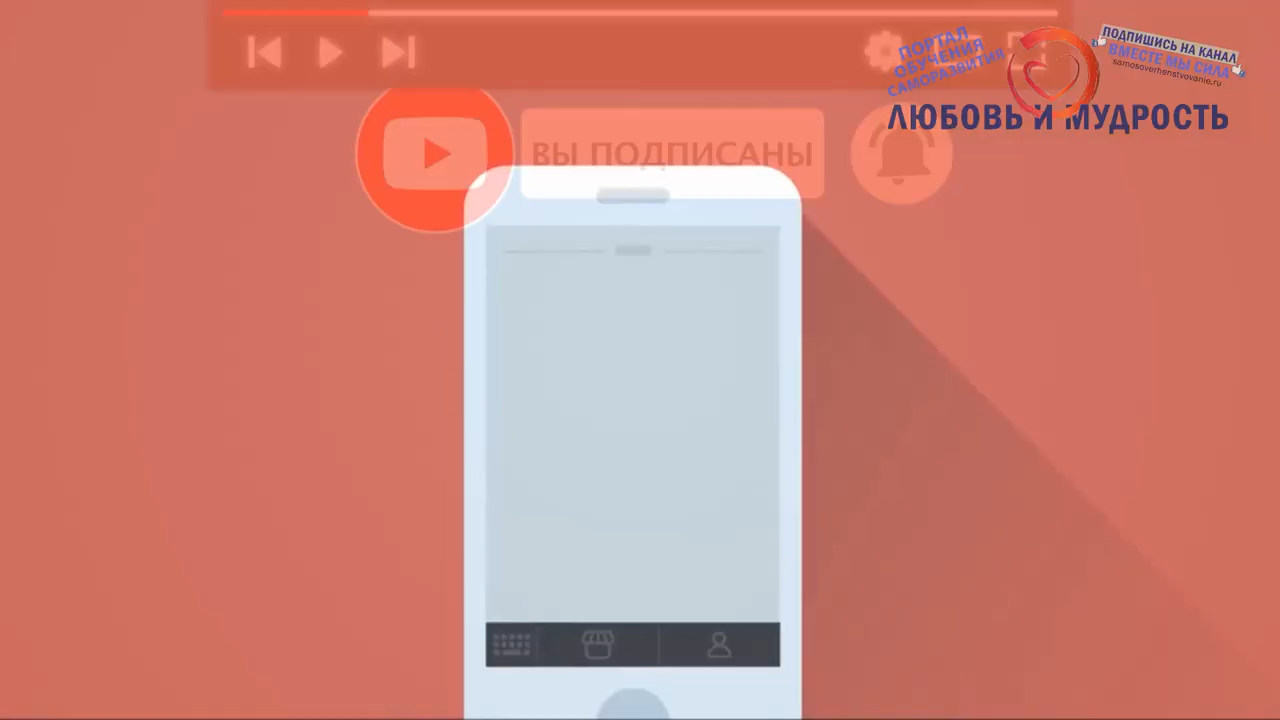 ПОРТАЛ
ОБУЧЕНИЯ
САМОРАЗВИТИЯ
ПОДПИШИСЬ НА КАНАЛ
ВМЕСТЕ МЫ СИЛА
samosoverhenstvovanie.ru
ЛЮБОВЬ И МУДРОСТЬ
ВЫ ПОДПИСАНЫ